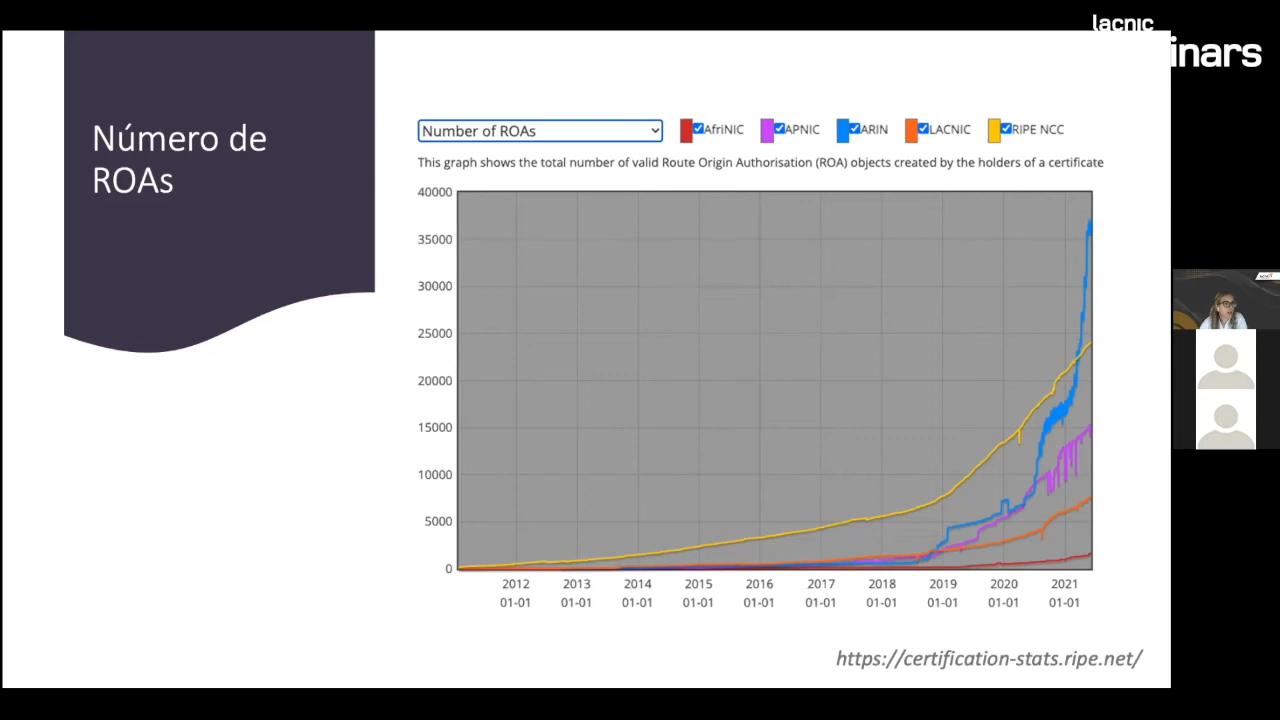 lacnic
inars
Número de
ROAs
Number of ROAs
AfriNIC
APNIC
ARIN
LACNIC
RIPE NCC
This graph shows the total number of valid Route Origin Authorisation (ROA) objects created by the holders of a certificate
40000
35000
30000
25000
20000
15000
10000
5000
0
2012 2013 2014 2015 2016 2017 2018 2019 2020 2021
01-01 01-01 01-01 01-01 01-01 01-01 01-01 01-01 01-01 01-01
https://certification-stats.ripe.net/